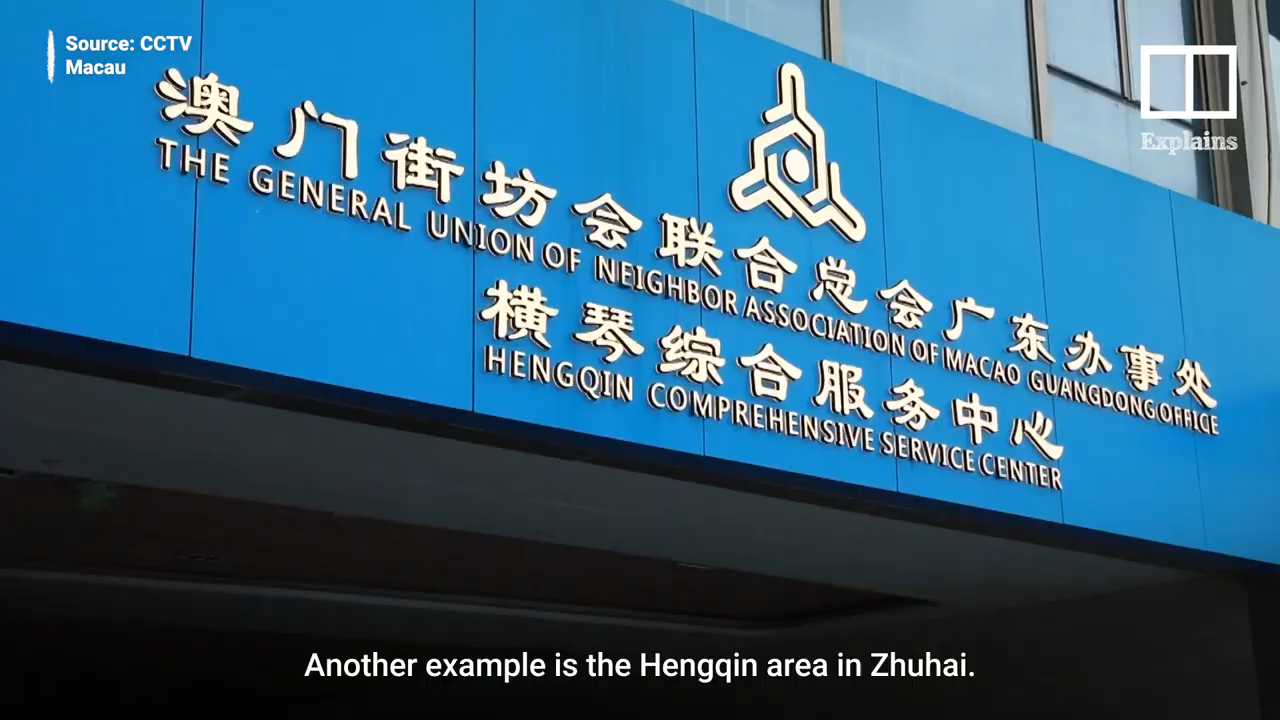 Source: CCTV
Macau
Explains
澳门街坊会联合总会广东办事处
THE GENERAL UNION OF NEIGHBOR ASSOCIATION OF MACAO GUANGDONG OFFICE
横琴综合服务中心
HENGQIN COMPREHENSIVE SERVICE CENTER
Another example is the Hengqin area in Zhuhai.